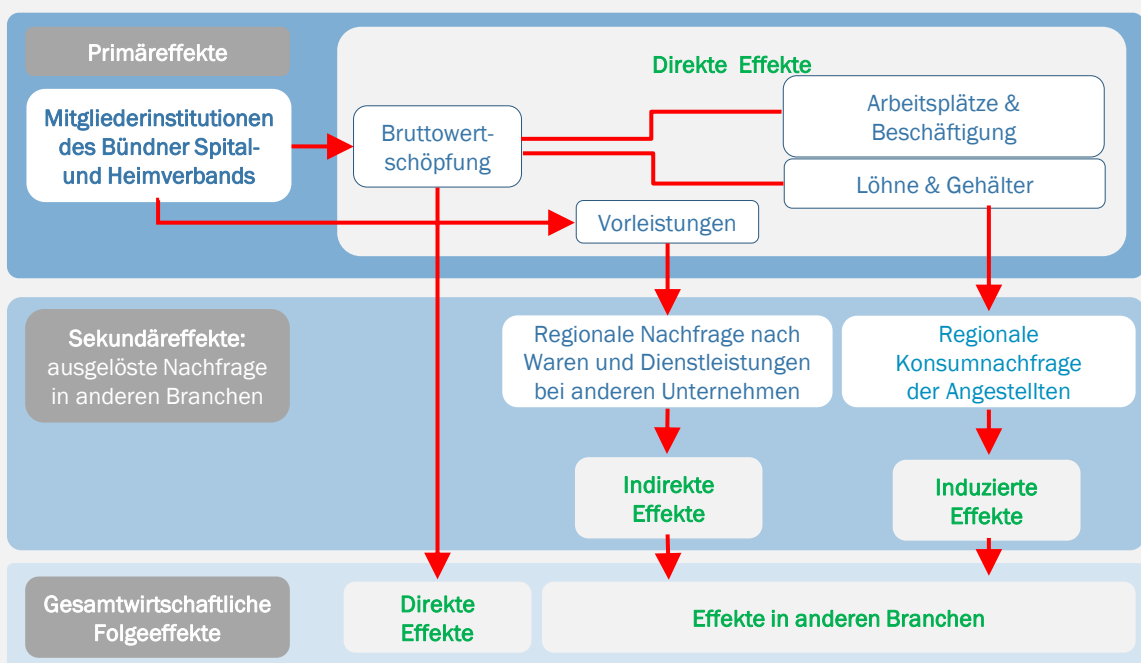 Primäreffekte
Direkte Effekte
Mitgliederinstitutionen
des Bündner Spital-
und Heimverbands
Bruttowert-
schöpfung
Arbeitsplätze &
Beschäftigung
Löhne & Gehälter
Vorleistungen
Sekundäreffekte:
ausgelöste Nachfrage
in anderen Branchen
Regionale Nachfrage nach
Waren und Dienstleistungen
bei anderen Unternehmen
Regionale
Konsumnachfrage
der Angestellten
Indirekte
Effekte
Induzierte
Effekte
Gesamtwirtschaftliche
Folgeeffekte
Direkte
Effekte
Effekte in anderen Branchen